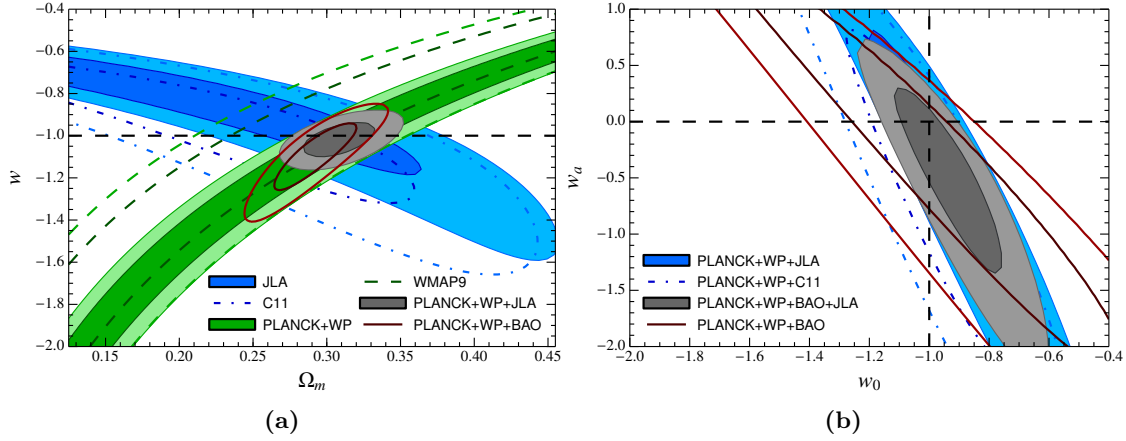 −0.4
−0.6
−0.8
−1.0
−1.2
−1.4
−1.6
−1.8
−2.0
w
0.15 0.20 0.25 0.30 0.35 0.40 0.45
Ωm
JLA
C11
PLANCK+WP
WMAP9
PLANCK+WP+JLA
PLANCK+WP+BAO
(a)
1.0
0.5
0.0
−0.5
−1.0
−1.5
−2.0
wa
−2.0 −1.8 −1.6 −1.4 −1.2 −1.0 −0.8 −0.6 −0.4
w0
PLANCK+WP+JLA
PLANCK+WP+C11
PLANCK+WP+BAO+JLA
PLANCK+WP+BAO
(b)